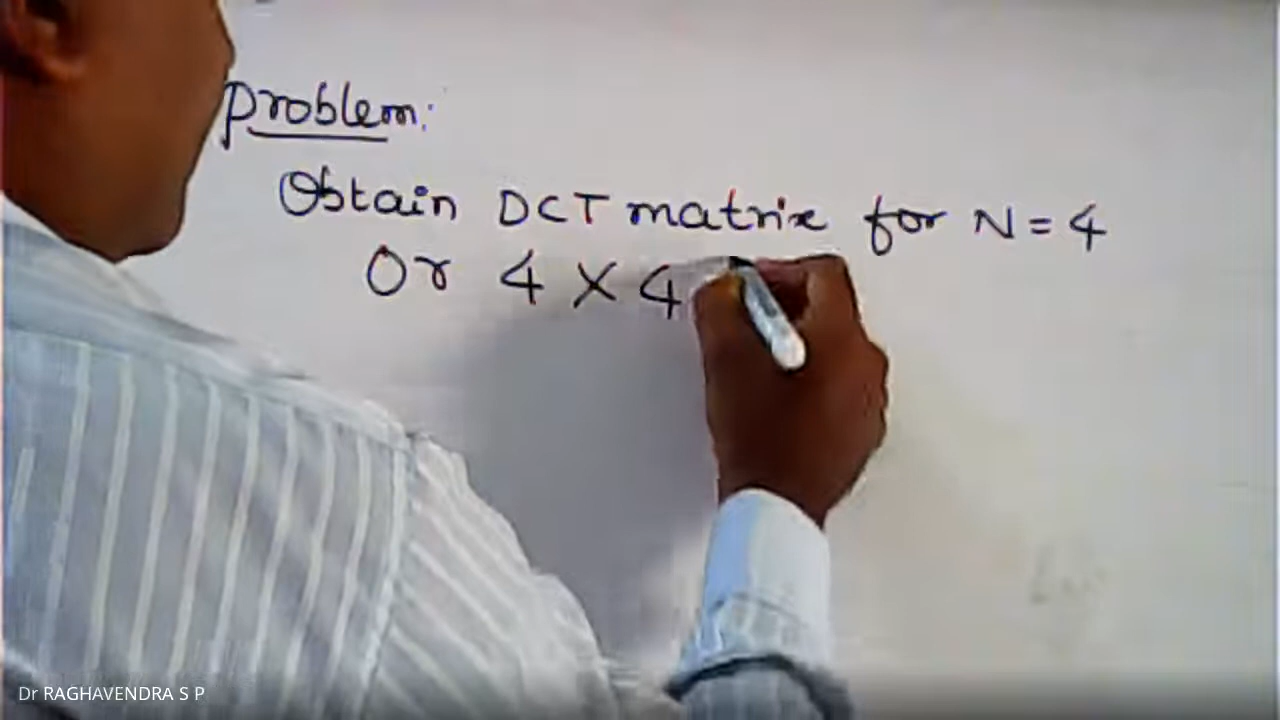 Problem:
Obtain DCT matrix for N = 4
Or 4 X 4
Dr RAGHAVENDRA S P